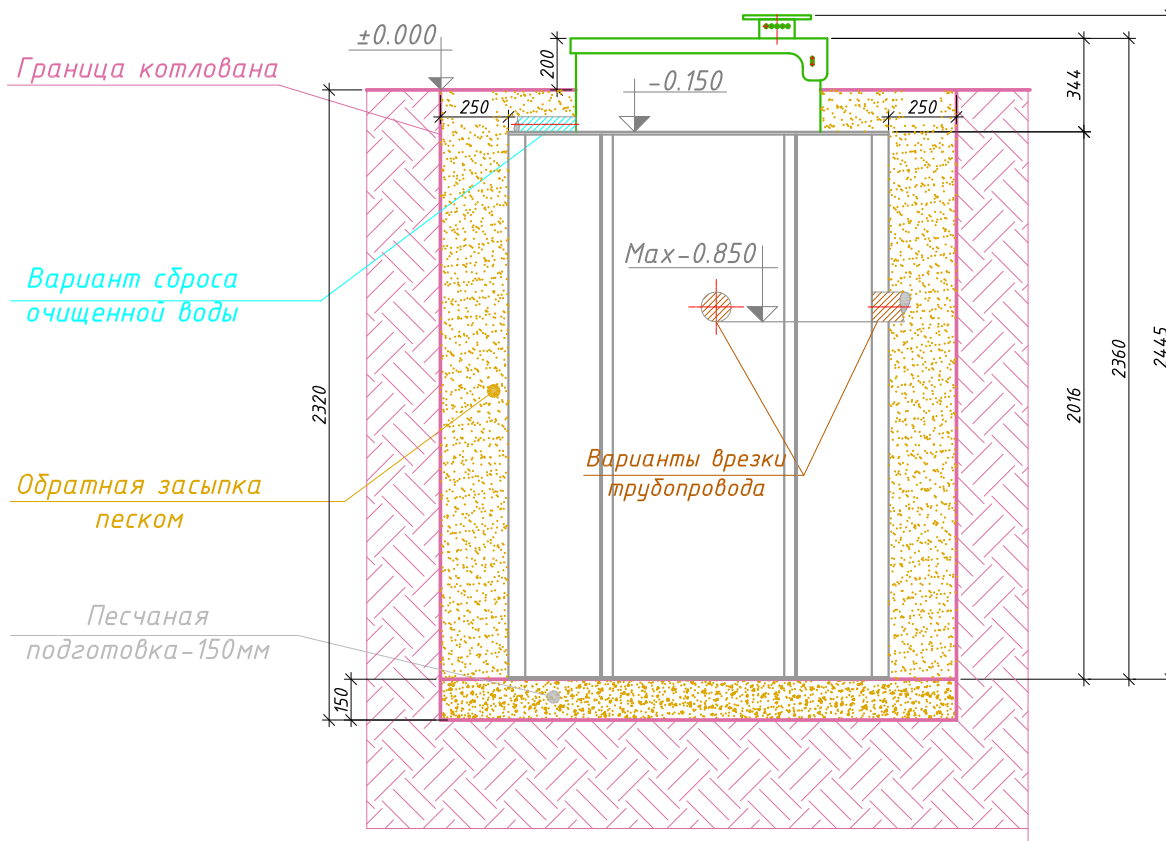 ±0.000
Граница котлована
200
-0.150
344
250
250
Вариант сброса
очищенной воды
Max-0.850
2320
2016
2360
2445
Варианты врезки
трубопровода
Обратная засыпка
песком
Песчаная
подготовка-150мм
150